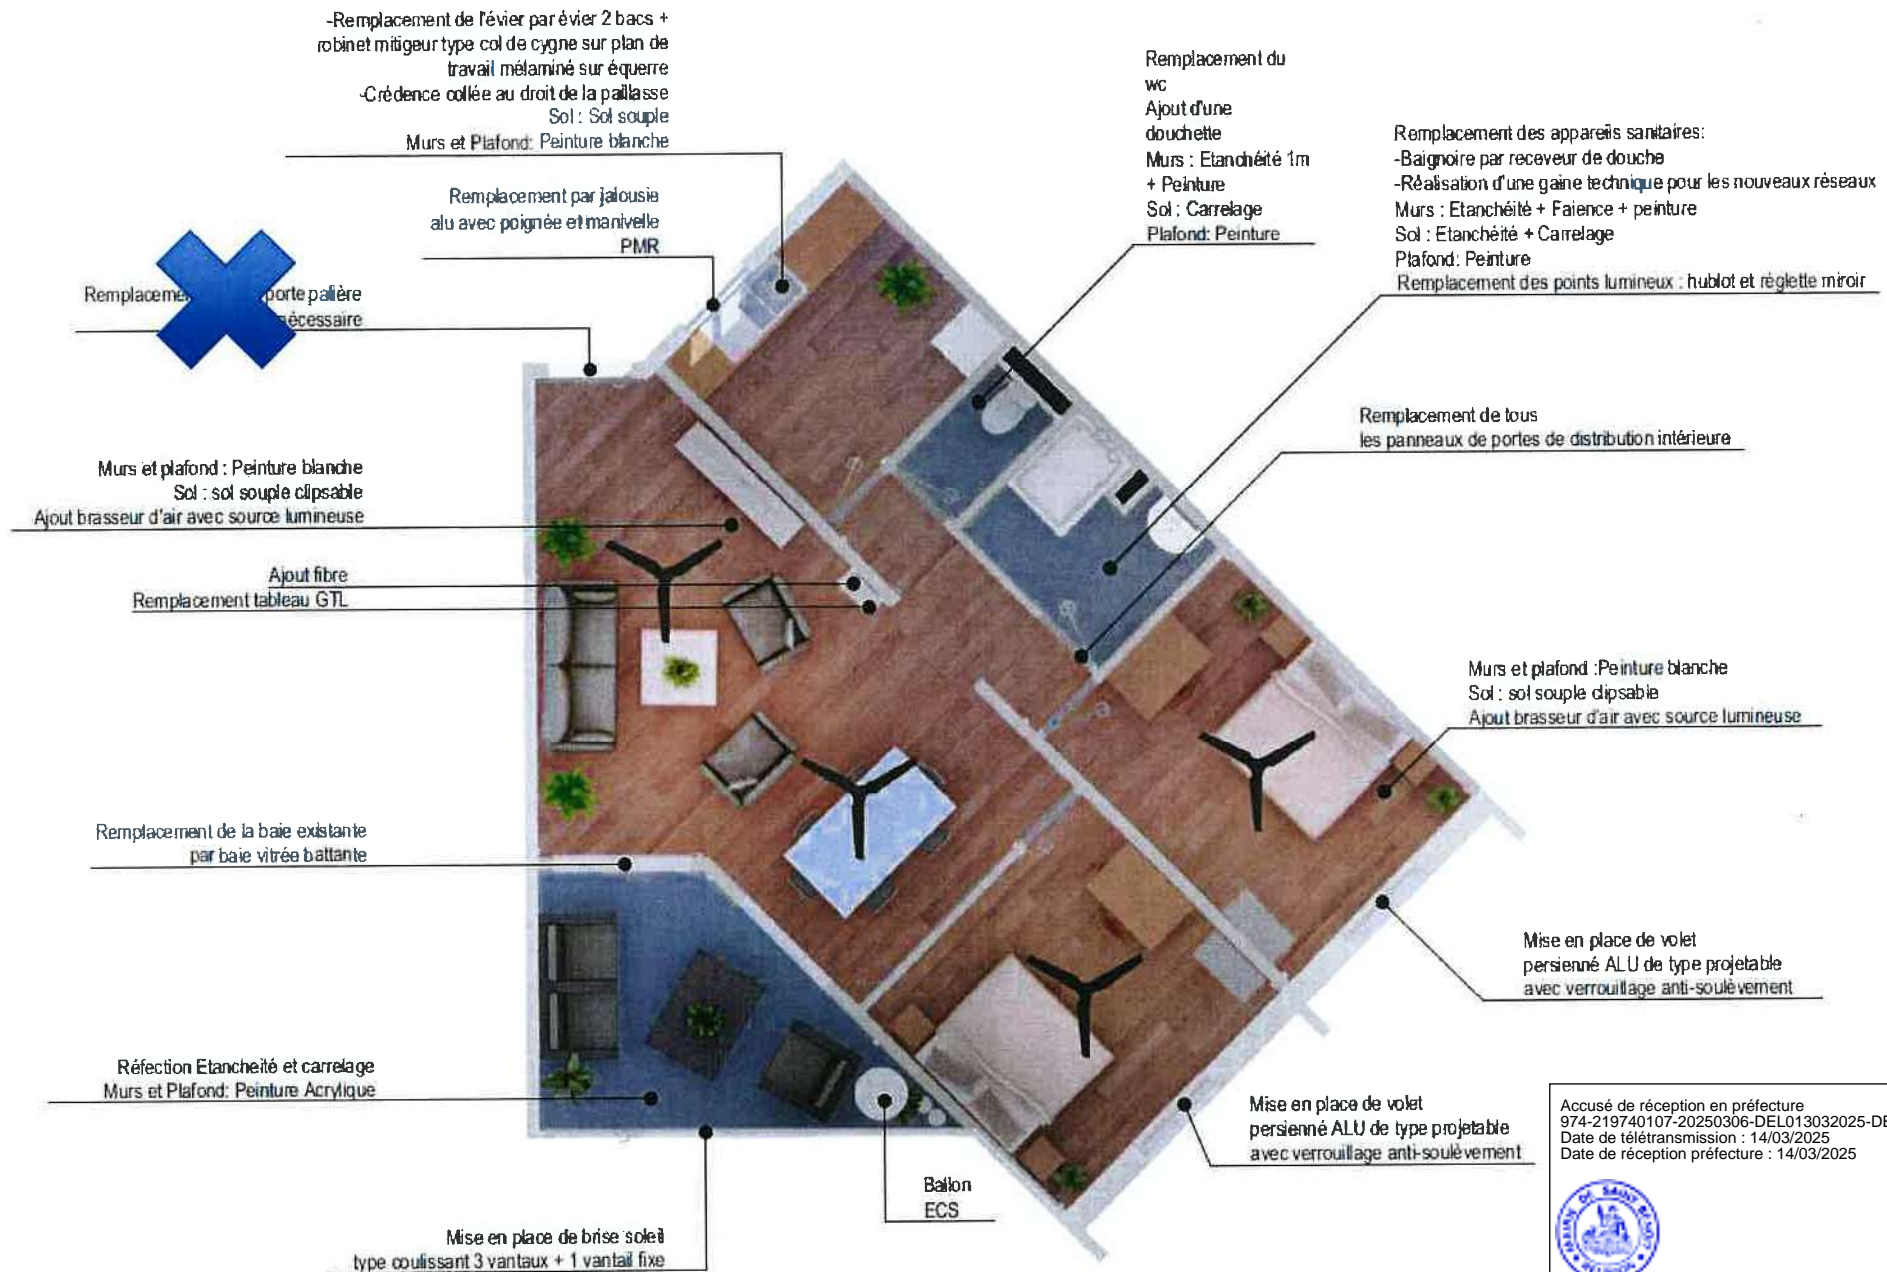 -Remplacement de l'évier par évier 2 bacs +
robinet mitigeur type col de cygne sur plan de
travail mélaminé sur équerre
-Crédence collée au droit de la paillasse
Sol : Sol souple
Murs et Plafond: Peinture blanche
Remplacement par jalousie
alu avec poignée et manivelle
PMR
porte palière
Remplacement du
wc
Ajout d'une
douchette
Murs : Etanchéité 1m
+ Peinture
Sol : Carrelage
Plafond: Peinture
Remplacement des appareils sanitaires:
-Baignoire par receveur de douche
-Réalisation d'une gaine technique pour les nouveaux réseaux
Murs : Etanchéité + Faience + peinture
Sol : Etanchéité + Carrelage
Plafond: Peinture
Remplacement des points lumineux : hublot et réglette miroir
Remplacement de tous
les panneaux de portes de distribution intérieure
Murs et plafond : Peinture blanche
Sol : sol souple clipsable
Ajout brasseur d'air avec source lumineuse
Ajout fibre
Remplacement tableau GTL
Murs et plafond :Peinture blanche
Sol : sol souple clipsable
Ajout brasseur d'air avec source lumineuse
Remplacement de la baie existante
par baie vitrée battante
Mise en place de volet
persienné ALU de type projetable
avec verrouillage anti-soulèvement
Réfection Etancheité et carrelage
Murs et Plafond: Peinture Acrylique
Mise en place de volet
persienné ALU de type projetable
avec verrouillage anti-soulèvement
Ballon
ECS
Mise en place de brise soleil
type coulissant 3 vantaux + 1 vantail fixe
Accusé de réception en préfecture
974-219740107-20250306-DEL013032025-DE
Date de télétransmission : 14/03/2025
Date de réception préfecture : 14/03/2025